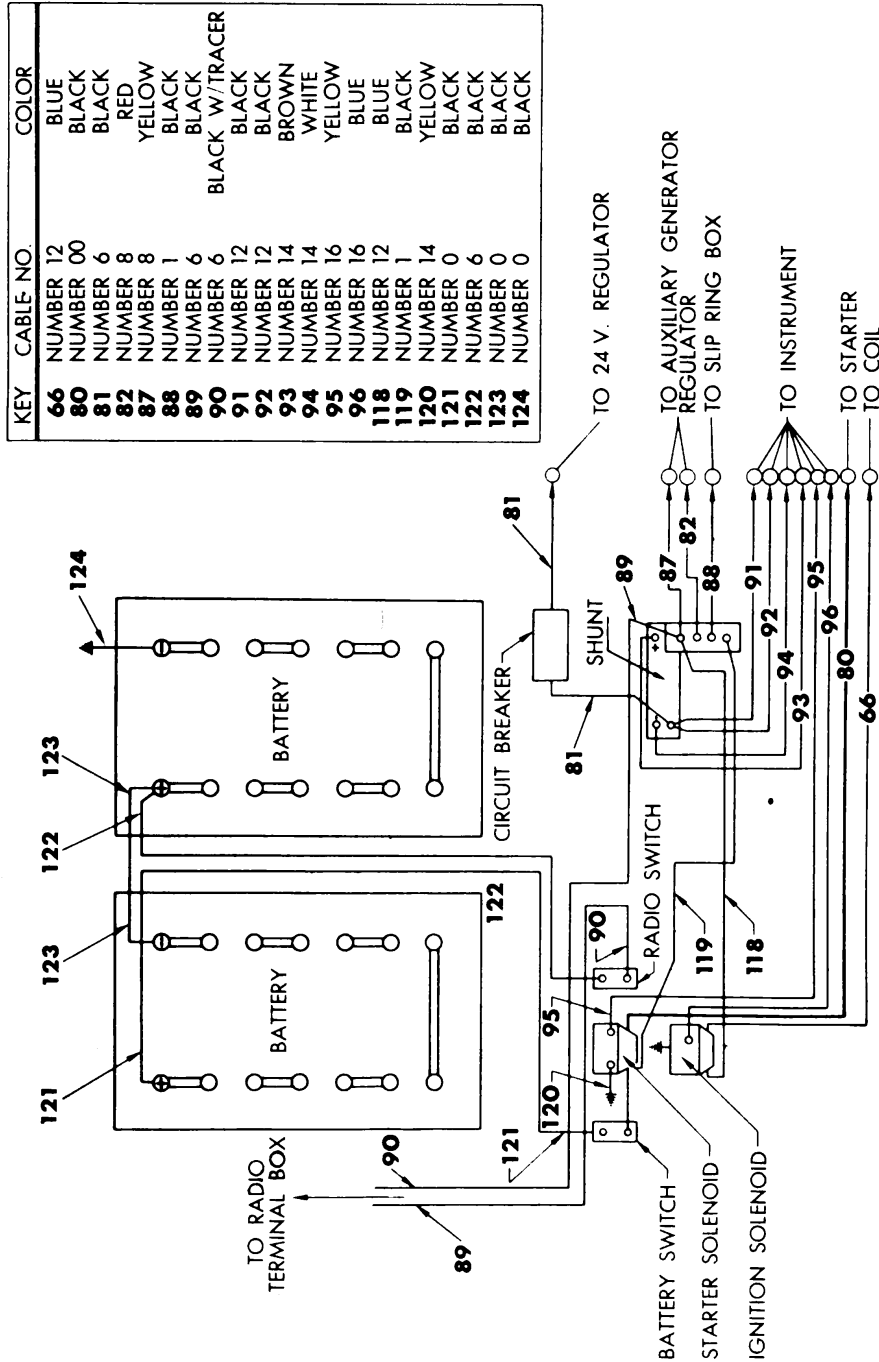 KEY CABLE NO. COLOR
66 NUMBER 12 BLUE
80 NUMBER 00 BLACK
81 NUMBER 6 BLACK
82 NUMBER 8 RED
87 NUMBER 8 YELLOW
88 NUMBER 1 BLACK
89 NUMBER 6 BLACK
90 NUMBER 6 BLACK W/TRACER
91 NUMBER 12 BLACK
92 NUMBER 12 BLACK
93 NUMBER 14 BROWN
94 NUMBER 14 WHITE
95 NUMBER 16 YELLOW
96 NUMBER 16 BLUE
118 NUMBER 12 BLUE
119 NUMBER 1 BLACK
120 NUMBER 14 YELLOW
121 NUMBER 0 BLACK
122 NUMBER 6 BLACK
123 NUMBER 0 BLACK
124 NUMBER 0 BLACK
121
123
122
123
124
BATTERY
BATTERY
122
TO RADIO
TERMINAL BOX
90
89
121
120
95
90
RADIO SWITCH
119
118
BATTERY SWITCH
STARTER SOLENOID
IGNITION SOLENOID
CIRCUIT BREAKER
81
81
SHUNT
89
+
87
82
88
91
92
94
93
95
96
80
66
TO 24 V. REGULATOR
TO AUXILIARY GENERATOR
REGULATOR
TO SLIP RING BOX
TO INSTRUMENT
TO STARTER
TO COIL